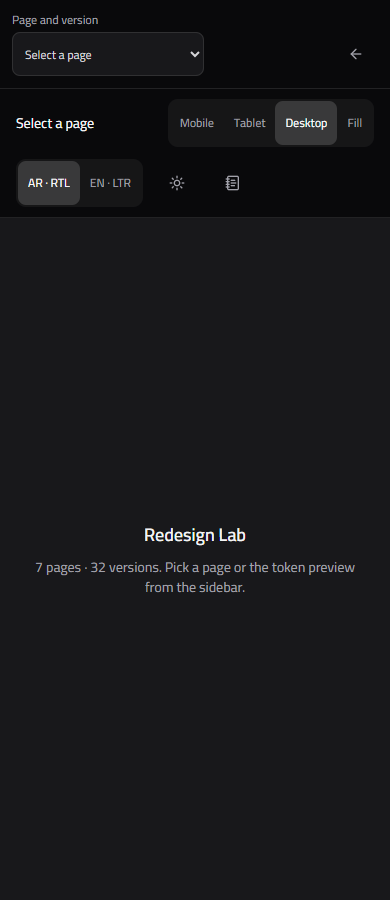 Page and version
Select a page
Select a page
Mobile Tablet Desktop Fill
AR · RTL EN · LTR
Redesign Lab
7 pages · 32 versions. Pick a page or the token preview
from the sidebar.